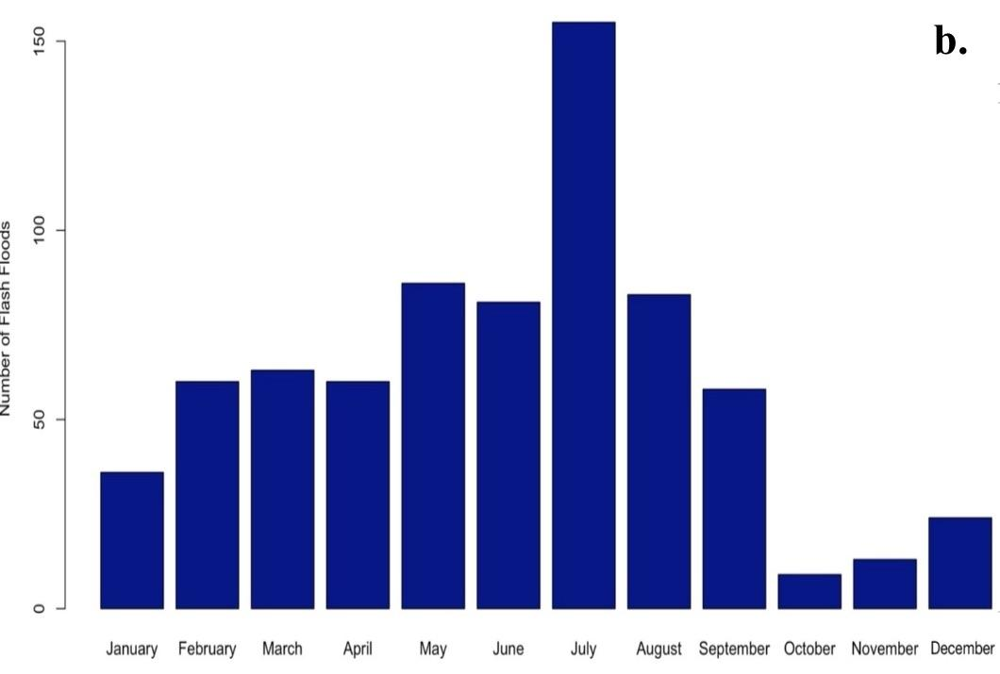 b.
Number of Flash Floods
150
100
50
0
January February March April May June July August September October November December